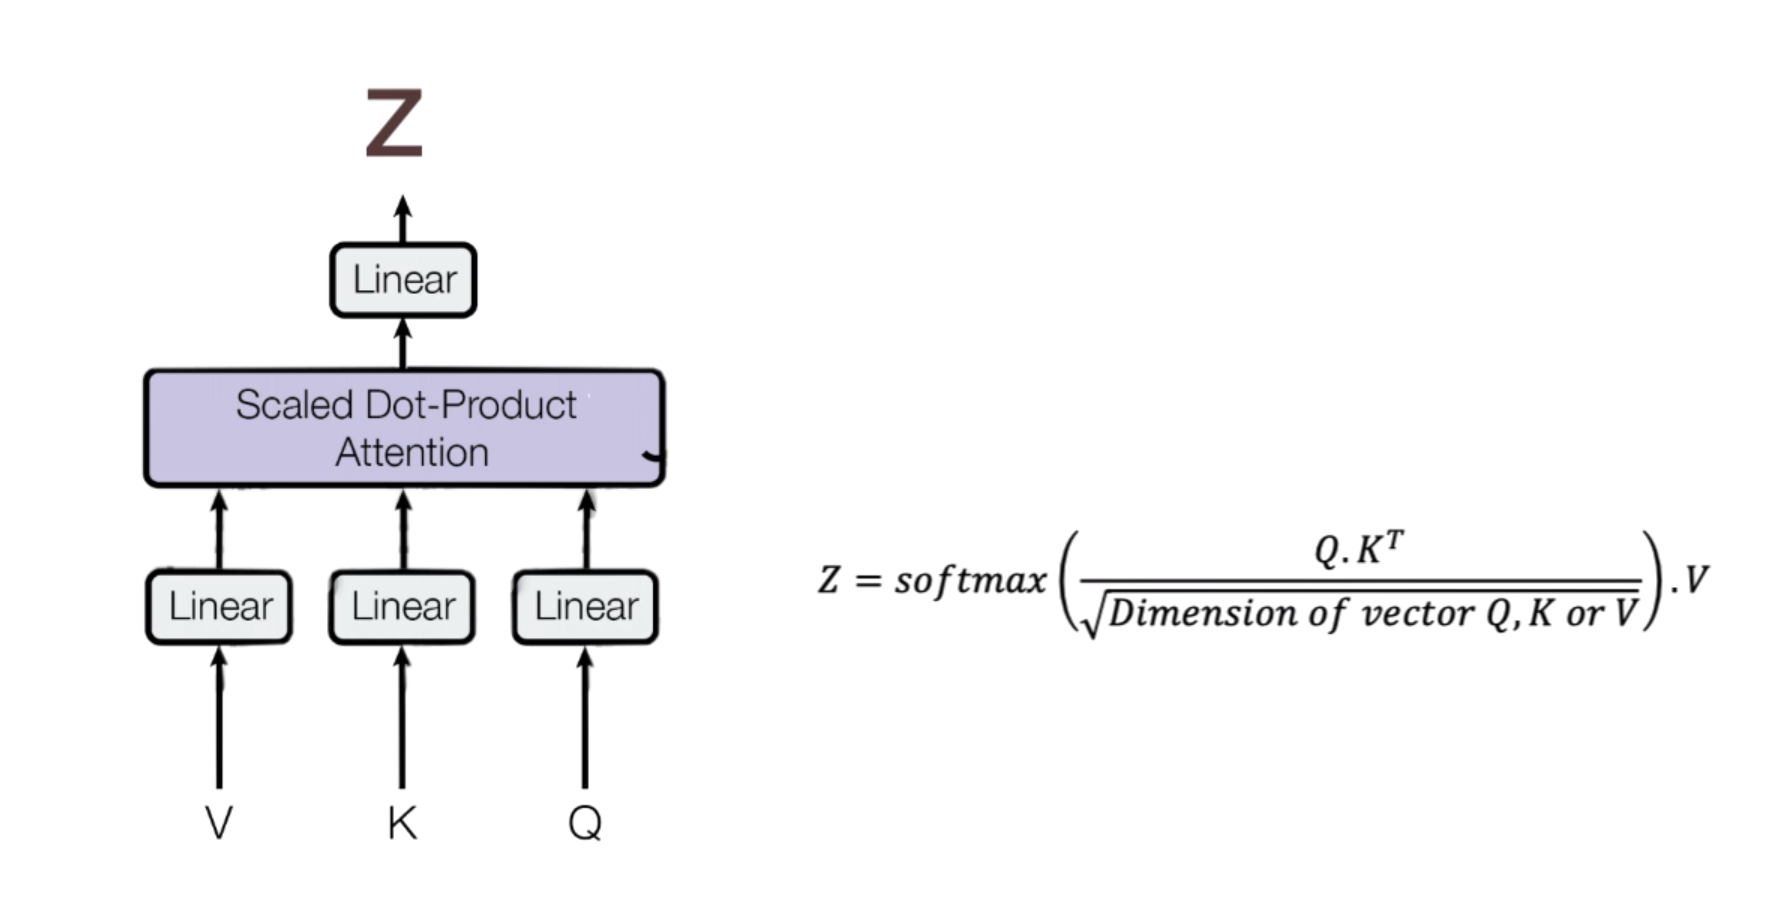 Z
Linear
Scaled Dot-Product
Attention
Linear Linear Linear
V K Q
Z = softmax(Q.K^T / √Dimension of vector Q, K or V).V